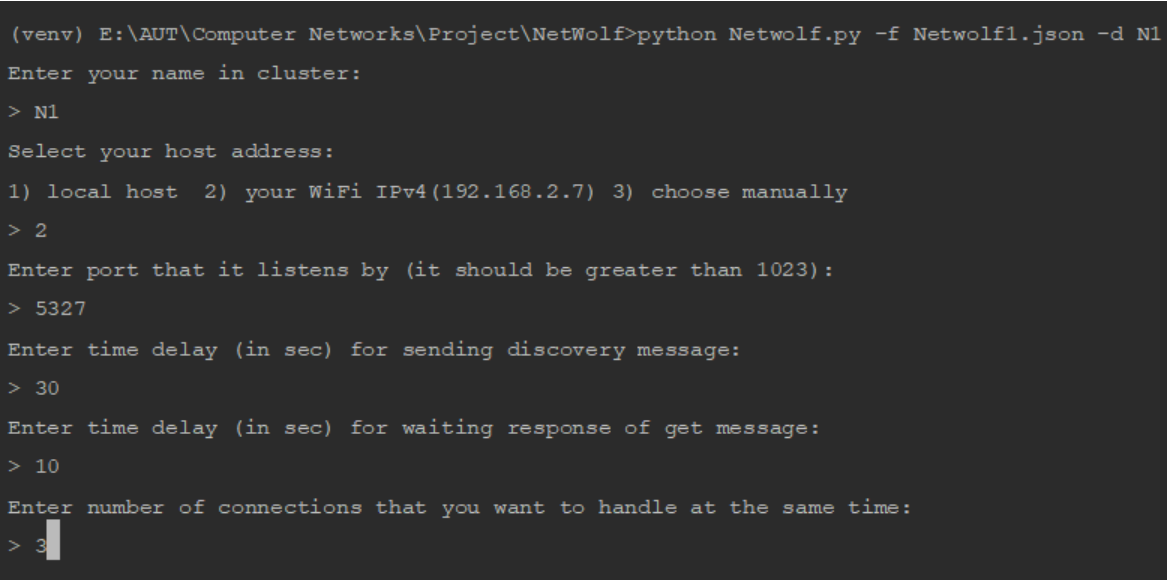 (venv) E:\AUT\Computer Networks\Project\NetWolf>python Netwolf.py -f Netwolf1.json -d N1
Enter your name in cluster:
> N1
Select your host address:
1) local host  2) your WiFi IPv4(192.168.2.7) 3) choose manually
> 2
Enter port that it listens by (it should be greater than 1023):
> 5327
Enter time delay (in sec) for sending discovery message:
> 30
Enter time delay (in sec) for waiting response of get message:
> 10
Enter number of connections that you want to handle at the same time:
> 3